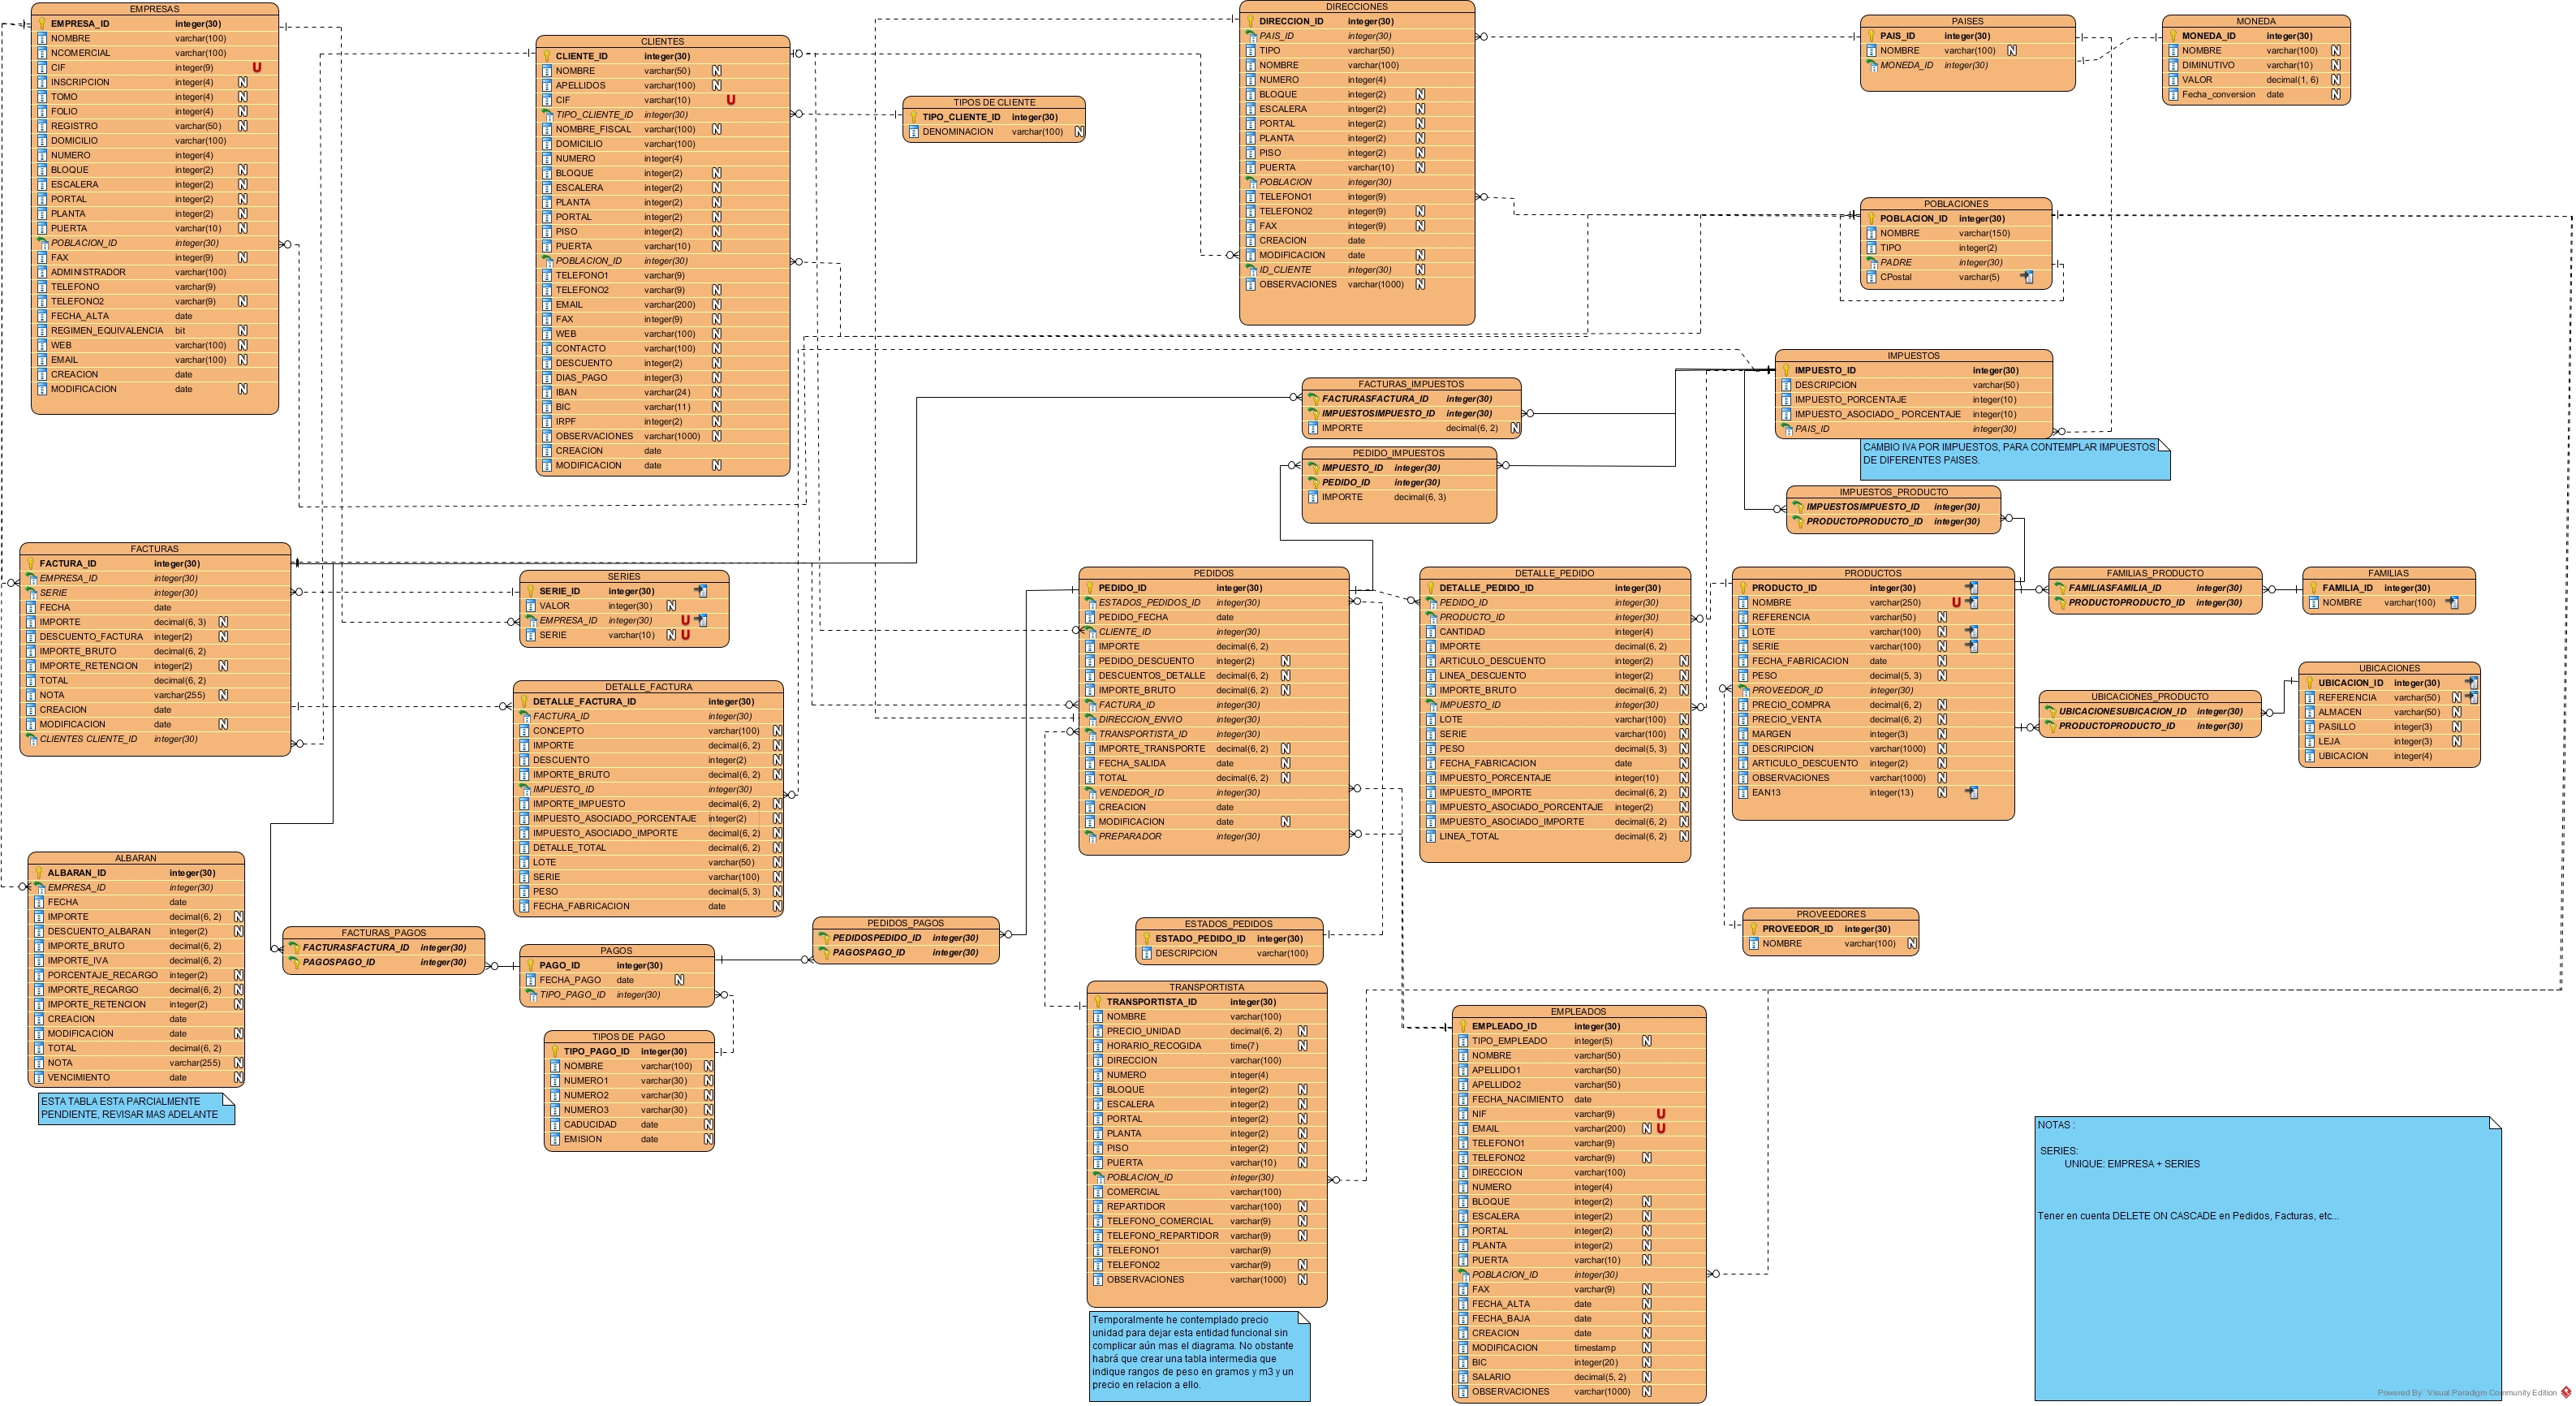 EMPRESAS
EMPRESA_ID integer(30)
NOMBRE varchar(100)
NCOMERCIAL varchar(100)
CIF integer(9) U
INSCRIPCION integer(4) N
TOMO integer(4) N
FOLIO integer(4) N
REGISTRO varchar(50) N
DOMICILIO varchar(100)
NUMERO integer(4)
BLOQUE integer(2) N
ESCALERA integer(2) N
PORTAL integer(2) N
PLANTA integer(2) N
PUERTA varchar(10) N
POBLACION_ID integer(30)
FAX integer(9) N
ADMINISTRADOR varchar(100)
TELEFONO varchar(9)
TELEFONO2 varchar(9) N
FECHA_ALTA date
REGIMEN_EQUIVALENCIA bit N
WEB varchar(100) N
EMAIL varchar(100) N
CREACION date
MODIFICACION date N
CLIENTES
CLIENTE_ID integer(30)
NOMBRE varchar(50) N
APELLIDOS varchar(100) N
CIF varchar(10) U
TIPO_CLIENTE_ID integer(30)
NOMBRE_FISCAL varchar(100) N
DOMICILIO varchar(100)
NUMERO integer(4)
BLOQUE integer(2) N
ESCALERA integer(2) N
PLANTA integer(2) N
PORTAL integer(2) N
PISO integer(2) N
PUERTA varchar(10) N
POBLACION_ID integer(30)
TELEFONO1 varchar(9)
TELEFONO2 varchar(9) N
EMAIL varchar(200) N
FAX integer(9) N
WEB varchar(100) N
CONTACTO varchar(100) N
DESCUENTO integer(2) N
DIAS_PAGO integer(3) N
IBAN varchar(24) N
BIC varchar(11) N
IRPF integer(2) N
OBSERVACIONES varchar(1000) N
CREACION date
MODIFICACION date N
TIPOS DE CLIENTE
TIPO_CLIENTE_ID integer(30)
DENOMINACION varchar(100) N
DIRECCIONES
DIRECCION_ID integer(30)
PAIS_ID integer(30)
TIPO varchar(50)
NOMBRE varchar(100)
NUMERO integer(4)
BLOQUE integer(2) N
ESCALERA integer(2) N
PORTAL integer(2) N
PLANTA integer(2) N
PISO integer(2) N
PUERTA varchar(10) N
POBLACION integer(30)
TELEFONO1 integer(9)
TELEFONO2 integer(9) N
FAX integer(9) N
CREACION date
MODIFICACION date N
ID_CLIENTE integer(30) N
OBSERVACIONES varchar(1000) N
PAISES
PAIS_ID integer(30)
NOMBRE varchar(100) N
MONEDA_ID integer(30)
MONEDA
MONEDA_ID integer(30)
NOMBRE varchar(100) N
DIMINUTIVO varchar(10) N
VALOR decimal(1, 6) N
Fecha_conversion date N
POBLACIONES
POBLACION_ID integer(30)
NOMBRE varchar(150)
TIPO integer(2)
PADRE integer(30)
CPostal varchar(5)
IMPUESTOS
IMPUESTO_ID integer(30)
DESCRIPCION varchar(50)
IMPUESTO_PORCENTAJE integer(10)
IMPUESTO_ASOCIADO_ PORCENTAJE integer(10)
PAIS_ID integer(30)
CAMBIO IVA POR IMPUESTOS, PARA CONTEMPLAR IMPUESTOS
DE DIFERENTES PAISES.
FACTURAS_IMPUESTOS
FACTURASFACTURA_ID integer(30)
IMPUESTOSIMPUESTO_ID integer(30)
IMPORTE decimal(6, 2) N
PEDIDO_IMPUESTOS
IMPUESTO_ID integer(30)
PEDIDO_ID integer(30)
IMPORTE decimal(6, 3)
IMPUESTOS_PRODUCTO
IMPUESTOSIMPUESTO_ID integer(30)
PRODUCTOPRODUCTO_ID integer(30)
FACTURAS
FACTURA_ID integer(30)
EMPRESA_ID integer(30)
SERIE integer(30)
FECHA date
IMPORTE decimal(6, 3) N
DESCUENTO_FACTURA integer(2) N
IMPORTE_BRUTO decimal(6, 2)
IMPORTE_RETENCION integer(2) N
TOTAL decimal(6, 2)
NOTA varchar(255) N
CREACION date
MODIFICACION date N
CLIENTES CLIENTE_ID integer(30)
SERIES
SERIE_ID integer(30)
VALOR integer(30) N
EMPRESA_ID integer(30) U
SERIE varchar(10) N U
DETALLE_FACTURA
DETALLE_FACTURA_ID integer(30)
FACTURA_ID integer(30)
CONCEPTO varchar(100) N
IMPORTE decimal(6, 2) N
DESCUENTO integer(2) N
IMPORTE_BRUTO decimal(6, 2) N
IMPUESTO_ID integer(30)
IMPORTE_IMPUESTO decimal(6, 2) N
IMPUESTO_ASOCIADO_PORCENTAJE integer(2) N
IMPUESTO_ASOCIADO_IMPORTE decimal(6, 2) N
DETALLE_TOTAL decimal(6, 2) N
LOTE varchar(50) N
SERIE varchar(100) N
PESO decimal(5, 3) N
FECHA_FABRICACION date N
PEDIDOS
PEDIDO_ID integer(30)
ESTADOS_PEDIDOS_ID integer(30)
PEDIDO_FECHA date
CLIENTE_ID integer(30)
IMPORTE decimal(6, 2)
PEDIDO_DESCUENTO integer(2) N
DESCUENTOS_DETALLE decimal(6, 2) N
IMPORTE_BRUTO decimal(6, 2) N
FACTURA_ID integer(30)
DIRECCION_ENVIO integer(30)
TRANSPORTISTA_ID integer(30)
IMPORTE_TRANSPORTE decimal(6, 2) N
FECHA_SALIDA date N
TOTAL decimal(6, 2) N
VENDEDOR_ID integer(30)
CREACION date
MODIFICACION date N
PREPARADOR integer(30)
DETALLE_PEDIDO
DETALLE_PEDIDO_ID integer(30)
PEDIDO_ID integer(30)
PRODUCTO_ID integer(30)
CANTIDAD integer(4)
IMPORTE decimal(6, 2)
ARTICULO_DESCUENTO integer(2) N
LINEA_DESCUENTO integer(2) N
IMPORTE_BRUTO decimal(6, 2) N
IMPUESTO_ID integer(30)
LOTE varchar(100) N
SERIE varchar(100) N
PESO decimal(5, 3) N
FECHA_FABRICACION date N
IMPUESTO_PORCENTAJE integer(10) N
IMPUESTO_IMPORTE decimal(6, 2) N
IMPUESTO_ASOCIADO_PORCENTAJE integer(2) N
IMPUESTO_ASOCIADO_IMPORTE decimal(6, 2) N
LINEA_TOTAL decimal(6, 2) N
PRODUCTOS
PRODUCTO_ID integer(30)
NOMBRE varchar(250) U
REFERENCIA varchar(50) N
LOTE varchar(100) N
SERIE varchar(100) N
FECHA_FABRICACION date N
PESO decimal(5, 3) N
PROVEEDOR_ID integer(30)
PRECIO_COMPRA decimal(6, 2) N
PRECIO_VENTA decimal(6, 2) N
MARGEN integer(3) N
DESCRIPCION varchar(1000) N
ARTICULO_DESCUENTO integer(2) N
OBSERVACIONES varchar(1000) N
EAN13 integer(13) N
FAMILIAS_PRODUCTO
FAMILIASFAMILIA_ID integer(30)
PRODUCTOPRODUCTO_ID integer(30)
FAMILIAS
FAMILIA_ID integer(30)
NOMBRE varchar(100) N
UBICACIONES_PRODUCTO
UBICACIONESUBICACION_ID integer(30)
PRODUCTOPRODUCTO_ID integer(30)
UBICACIONES
UBICACION_ID integer(30)
REFERENCIA varchar(50) N
ALMACEN varchar(50) N
PASILLO integer(3) N
LEJA integer(3) N
UBICACION integer(4)
ALBARAN
ALBARAN_ID integer(30)
EMPRESA_ID integer(30)
FECHA date
IMPORTE decimal(6, 2) N
DESCUENTO_ALBARAN integer(2) N
IMPORTE_BRUTO decimal(6, 2)
IMPORTE_IVA decimal(6, 2)
PORCENTAJE_RECARGO integer(2) N
IMPORTE_RECARGO decimal(6, 2) N
IMPORTE_RETENCION integer(2) N
CREACION date
MODIFICACION date N
TOTAL decimal(6, 2)
NOTA varchar(255) N
VENCIMIENTO date N
ESTA TABLA ESTA PARCIALMENTE
PENDIENTE, REVISAR MAS ADELANTE
FACTURAS_PAGOS
FACTURASFACTURA_ID integer(30)
PAGOSPAGO_ID integer(30)
PAGOS
PAGO_ID integer(30)
FECHA_PAGO date N
TIPO_PAGO_ID integer(30)
TIPOS DE PAGO
TIPO_PAGO_ID integer(30)
NOMBRE varchar(100) N
NUMERO1 varchar(30) N
NUMERO2 varchar(30) N
NUMERO3 varchar(30) N
CADUCIDAD date N
EMISION date N
PEDIDOS_PAGOS
PEDIDOSPEDIDO_ID integer(30)
PAGOSPAGO_ID integer(30)
ESTADOS_PEDIDOS
ESTADO_PEDIDO_ID integer(30)
DESCRIPCION varchar(100)
PROVEEDORES
PROVEEDOR_ID integer(30)
NOMBRE varchar(100) N
TRANSPORTISTA
TRANSPORTISTA_ID integer(30)
NOMBRE varchar(100)
PRECIO_UNIDAD decimal(6, 2) N
HORARIO_RECOGIDA time(7) N
DIRECCION varchar(100)
NUMERO integer(4)
BLOQUE integer(2) N
ESCALERA integer(2) N
PORTAL integer(2) N
PLANTA integer(2) N
PISO integer(2) N
PUERTA varchar(10) N
POBLACION_ID integer(30)
COMERCIAL varchar(100)
REPARTIDOR varchar(100) N
TELEFONO_COMERCIAL varchar(9) N
TELEFONO_REPARTIDOR varchar(9) N
TELEFONO1 varchar(9)
TELEFONO2 varchar(9) N
OBSERVACIONES varchar(1000) N
Temporalmente he contemplado precio
unidad para dejar esta entidad funcional sin
complicar aún mas el diagrama. No obstante
habrá que crear una tabla intermedia que
indique rangos de peso en gramos y m3 y un
precio en relacion a ello.
EMPLEADOS
EMPLEADO_ID integer(30)
TIPO_EMPLEADO integer(5) N
NOMBRE varchar(50)
APELLIDO1 varchar(50)
APELLIDO2 varchar(50)
FECHA_NACIMIENTO date
NIF varchar(9) U
EMAIL varchar(200) N U
TELEFONO1 varchar(9)
TELEFONO2 varchar(9) N
DIRECCION varchar(100)
NUMERO integer(4)
BLOQUE integer(2) N
ESCALERA integer(2) N
PORTAL integer(2) N
PLANTA integer(2) N
PUERTA varchar(10) N
POBLACION_ID integer(30)
FAX varchar(9) N
FECHA_ALTA date N
FECHA_BAJA date N
CREACION date N
MODIFICACION timestamp N
BIC integer(20) N
SALARIO decimal(5, 2) N
OBSERVACIONES varchar(1000) N
NOTAS :
SERIES:
UNIQUE: EMPRESA + SERIES
Tener en cuenta DELETE ON CASCADE en Pedidos, Facturas, etc...
Powered By Visual Paradigm Community Edition